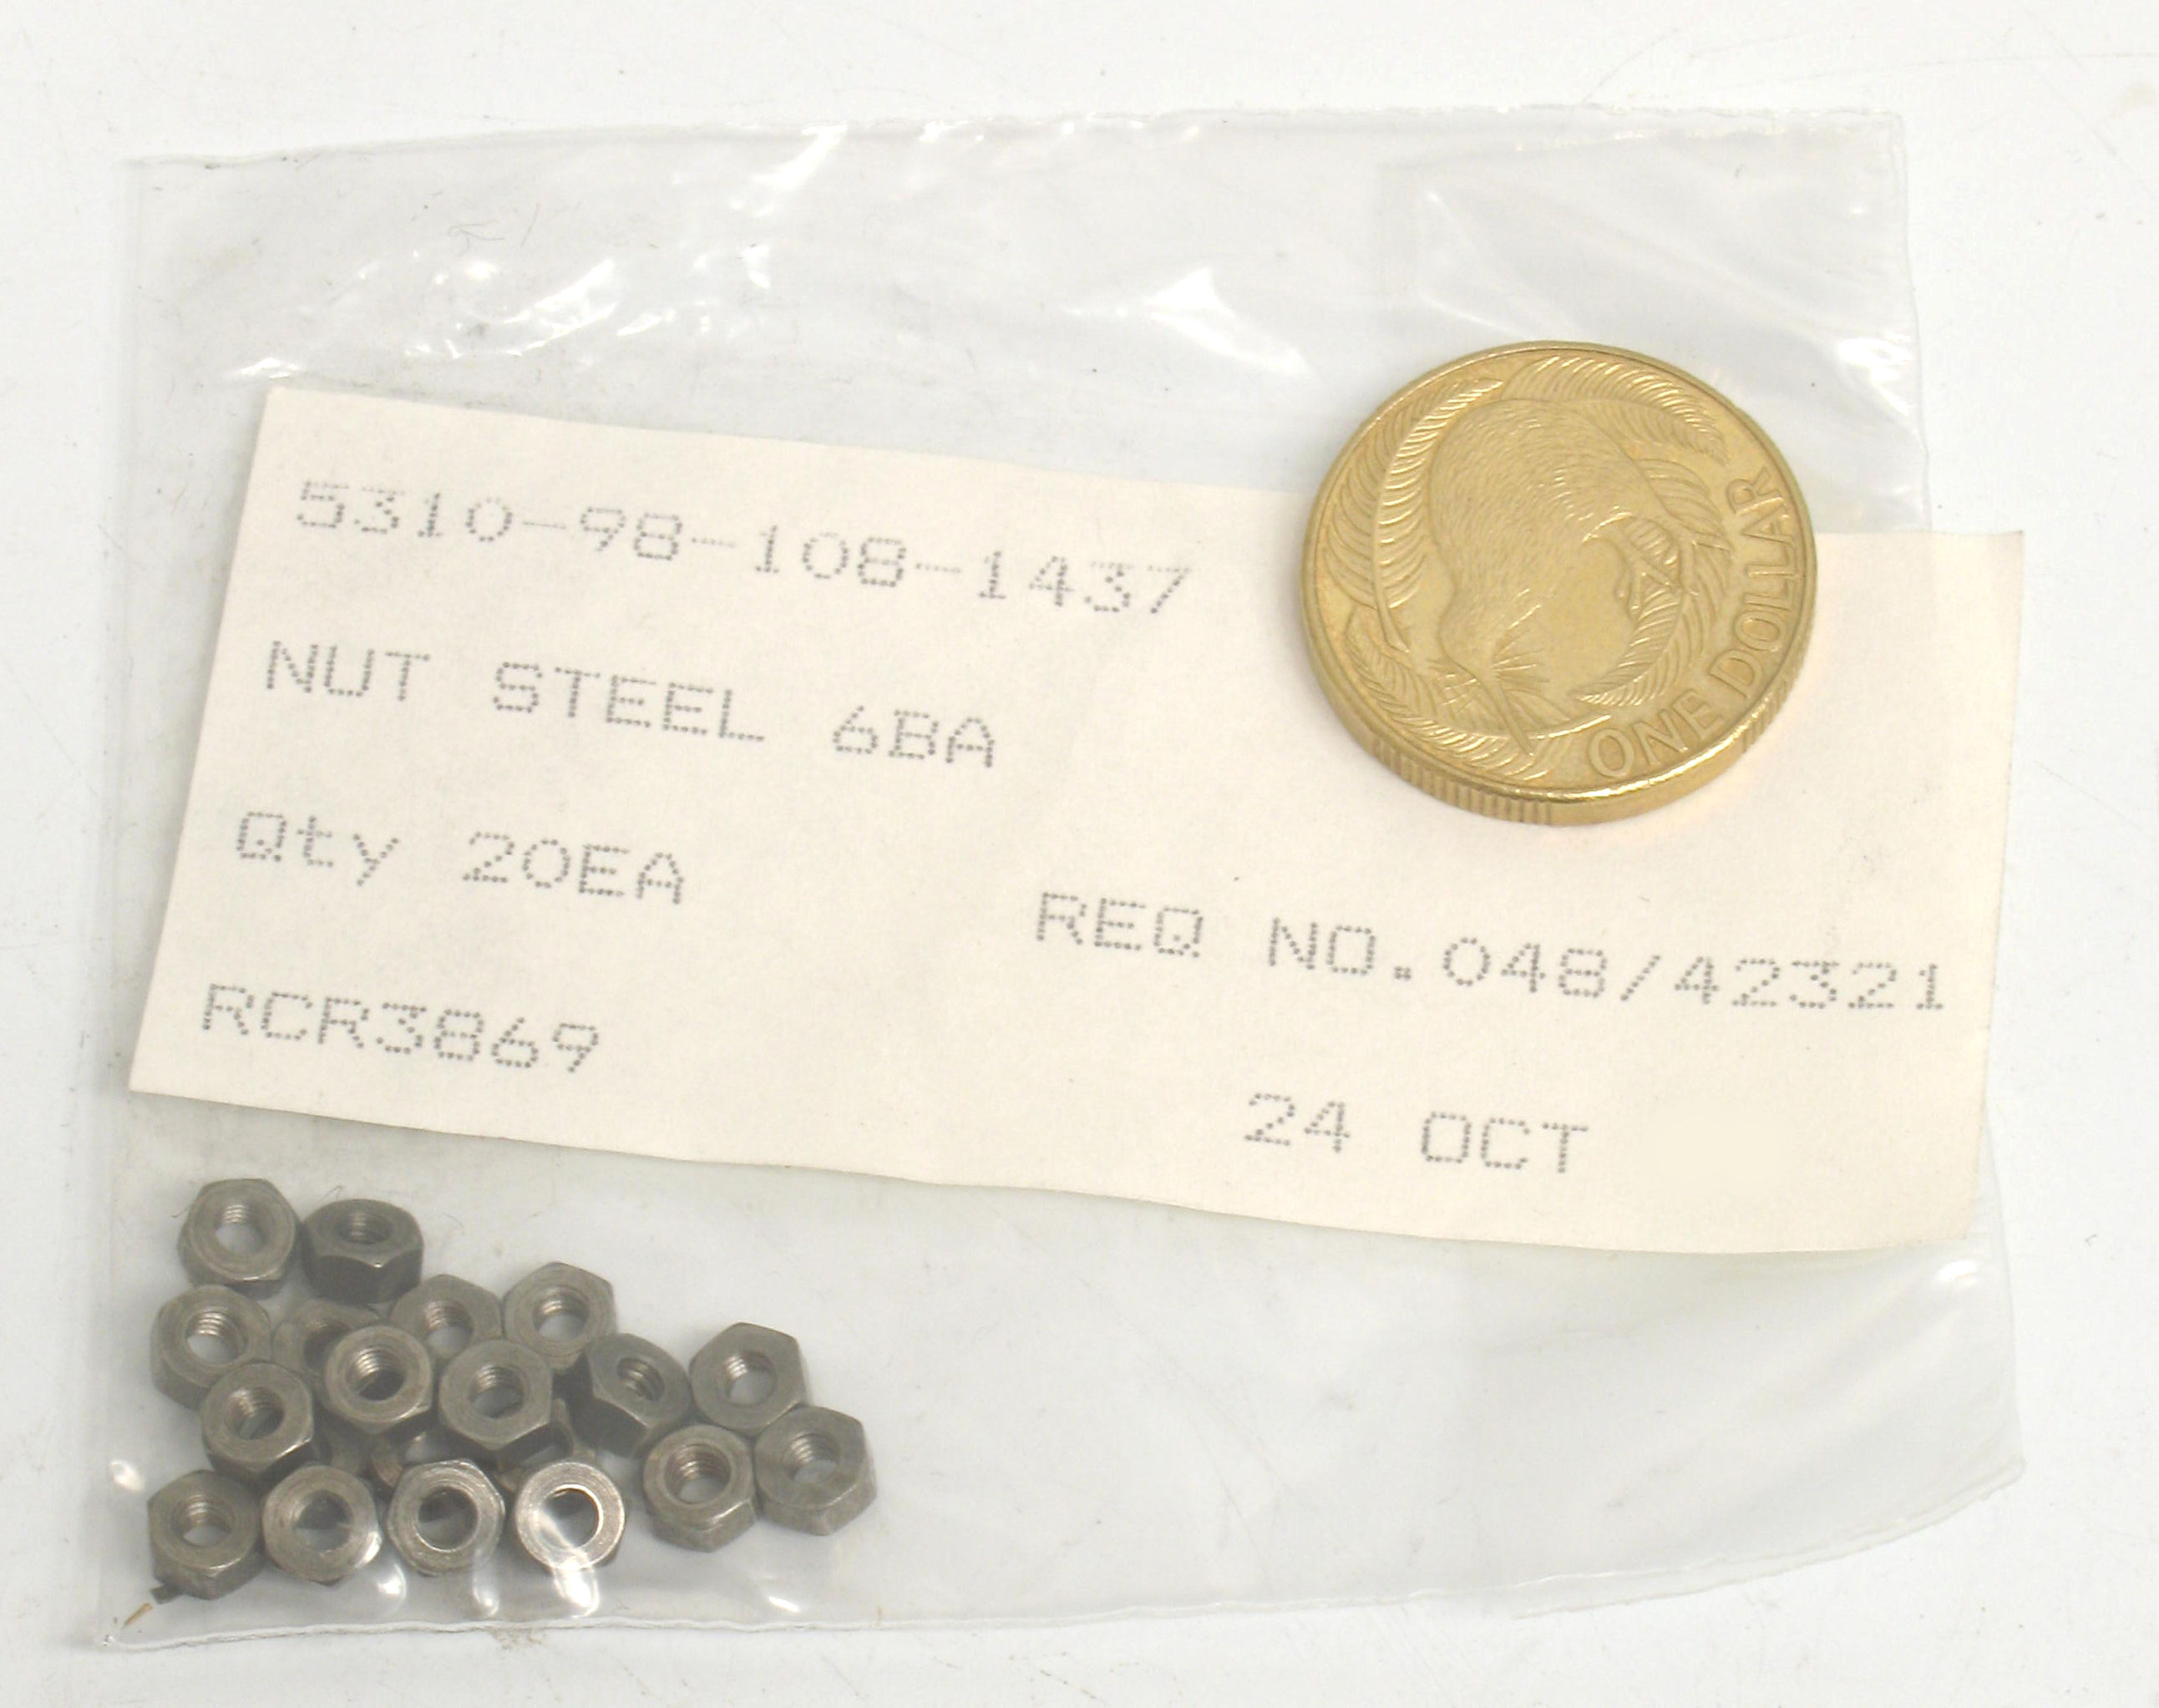 5310-98-108-1437
NUT STEEL 6BA
Qty 20EA
REQ NO.048/42321
RCR3869
24 OCT
ONE DOLLAR